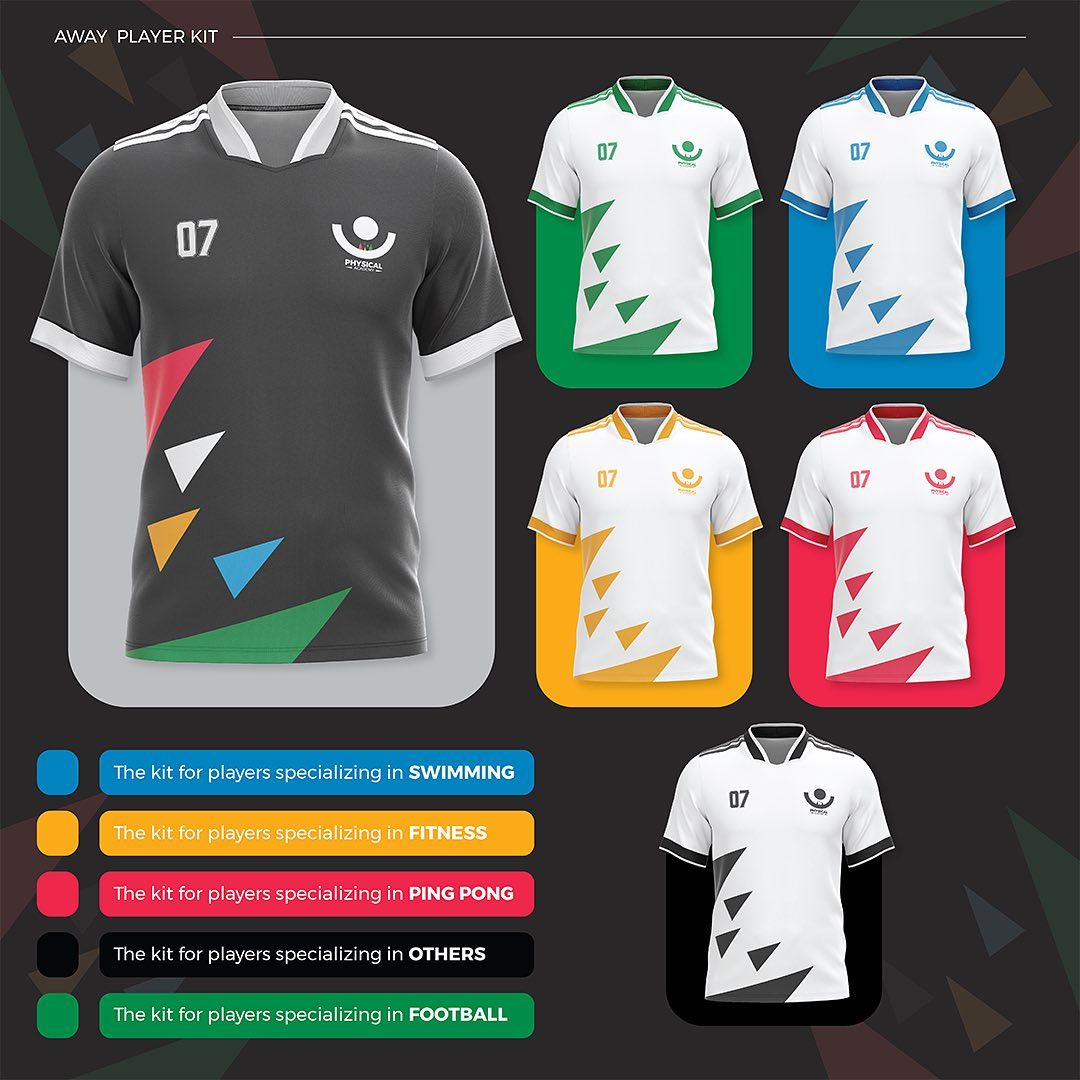 AWAY PLAYER KIT
07
PHYSICAL
ACADEMY
07
PHYSICAL
07
PHYSICAL
07
PHYSICAL
07
PHYSICAL
07
PHYSICAL
The kit for players specializing in SWIMMING
The kit for players specializing in FITNESS
The kit for players specializing in PING PONG
The kit for players specializing in OTHERS
The kit for players specializing in FOOTBALL